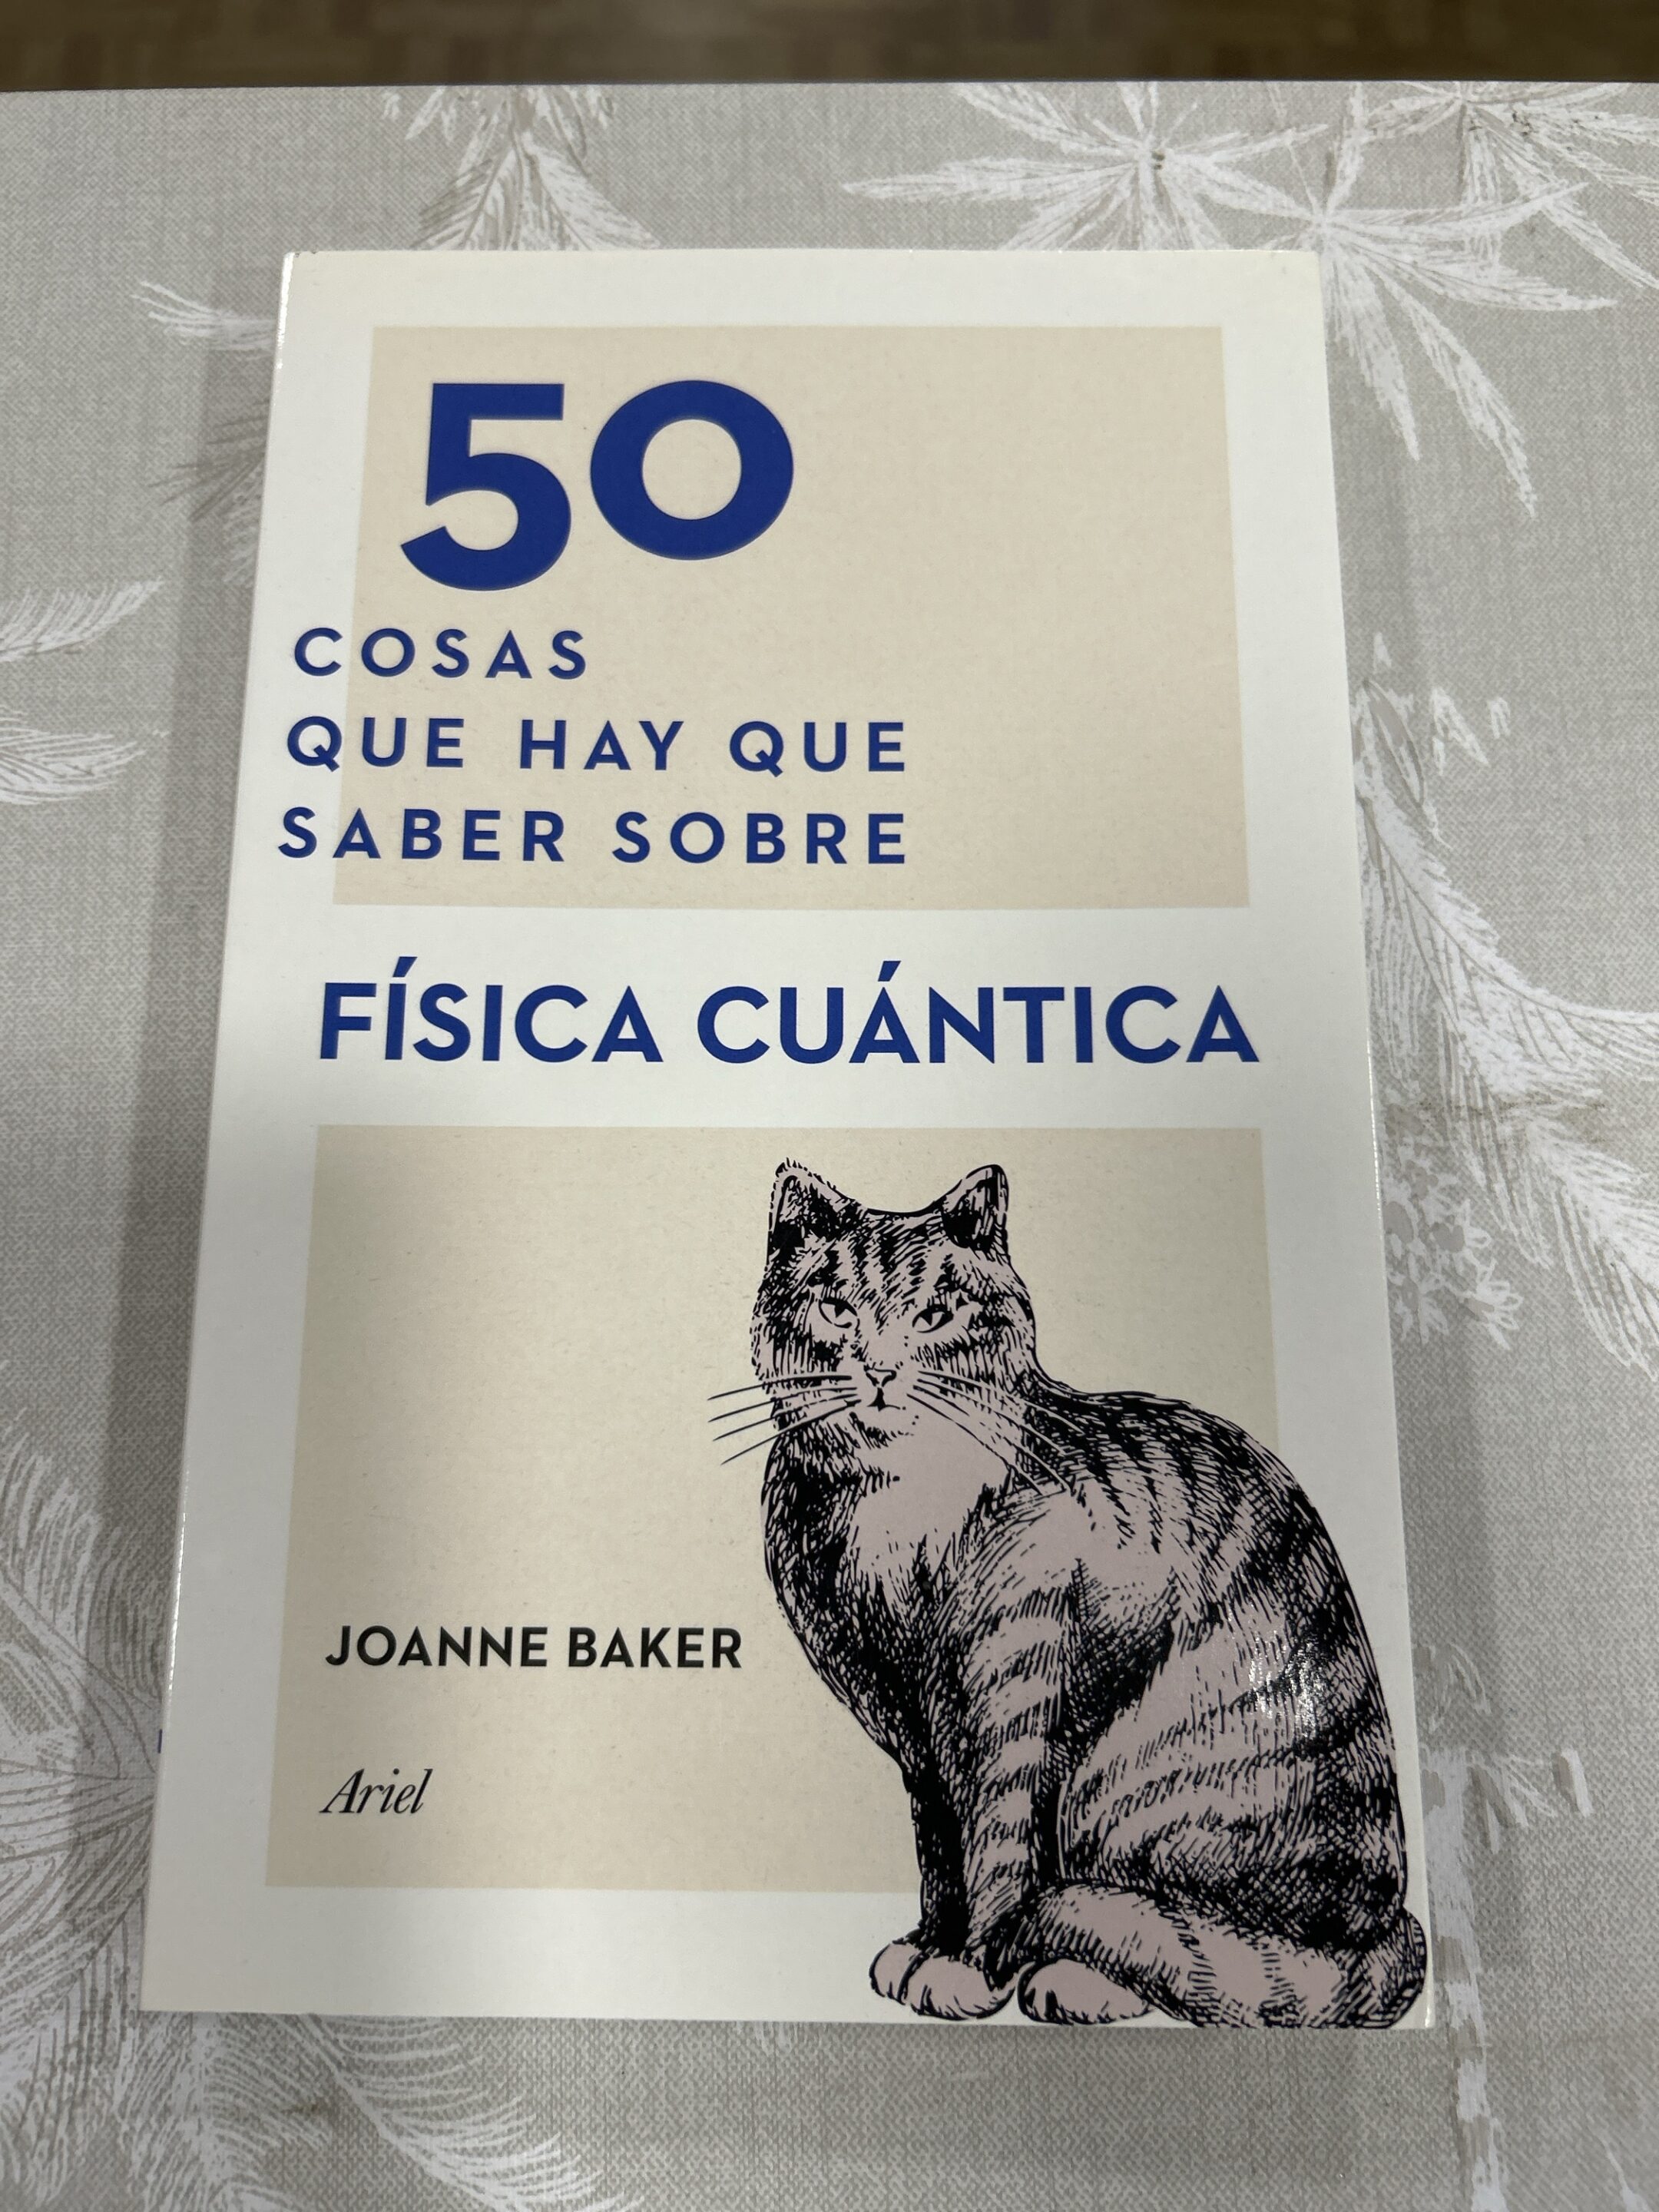 50
COSAS
QUE HAY QUE
SABER SOBRE
FÍSICA CUÁNTICA
JOANNE BAKER
Ariel